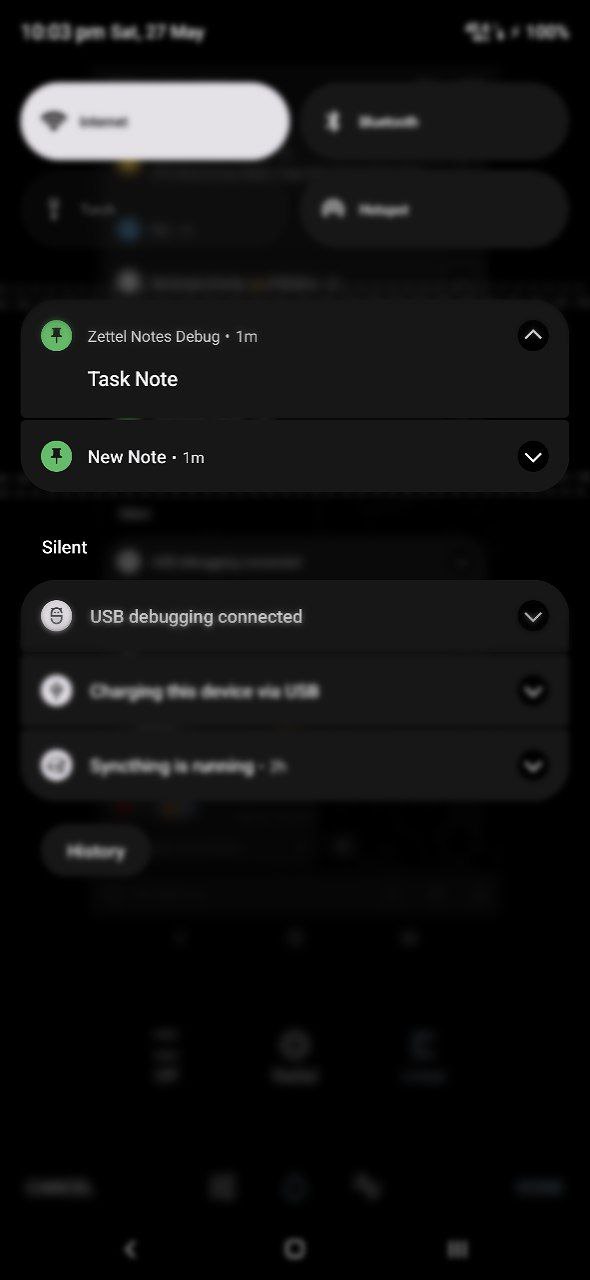 10:03 pm Sat, 27 May
100%
Internet
Bluetooth
Hotspot
Zettel Notes Debug • 1m
Task Note
New Note • 1m
Silent
USB debugging connected
Charging this device via USB
Syncthing is running • 2h
History
CANCEL